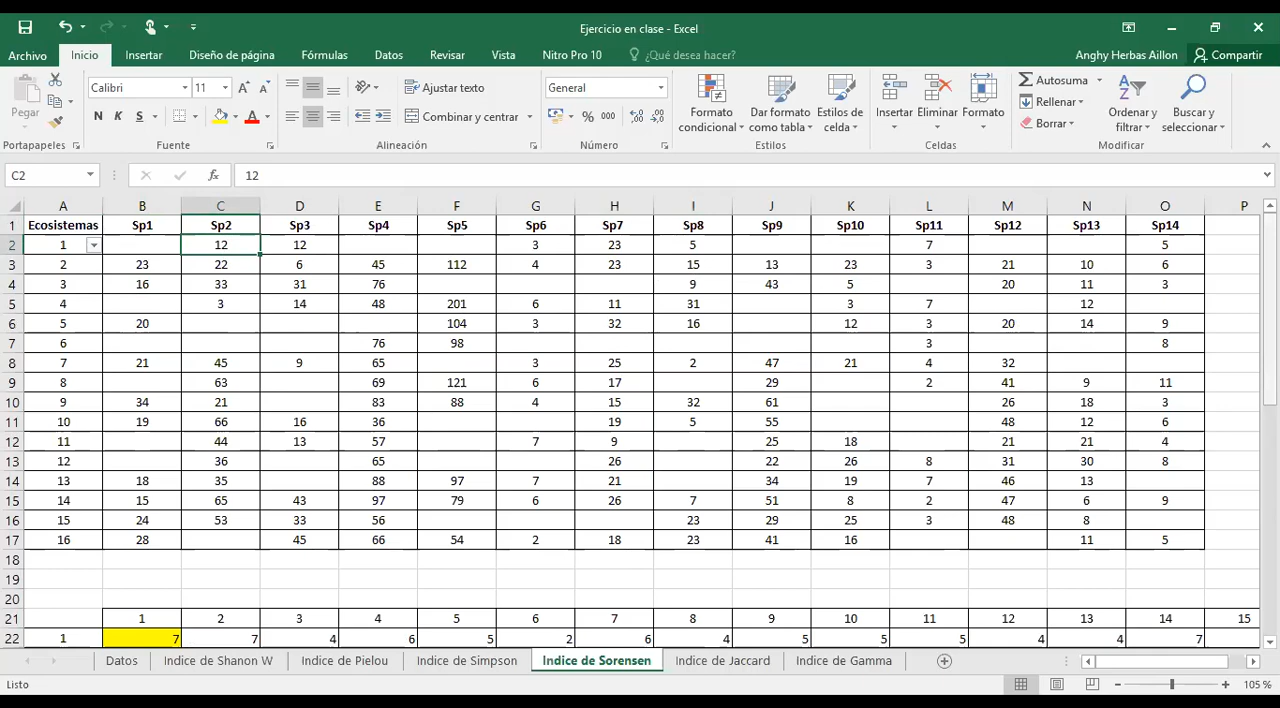 Ejercicio en clase - Excel
Archivo Inicio Insertar Diseño de página Fórmulas Datos Revisar Vista Nitro Pro 10 ¿Qué desea hacer? Anghy Herbas Aillon Compartir
Pegar
Portapapeles
Calibri 11
N K S
Fuente
Ajustar texto
Combinar y centrar
Alineación
General
% 000
Número
Formato condicional
Dar formato como tabla
Estilos de celda
Estilos
Insertar Eliminar Formato
Celdas
Autosuma
Rellenar
Borrar
Ordenar y filtrar
Buscar y seleccionar
Modificar
C2 fx 12
A B C D E F G H I J K L M N O P
1 Ecosistemas Sp1 Sp2 Sp3 Sp4 Sp5 Sp6 Sp7 Sp8 Sp9 Sp10 Sp11 Sp12 Sp13 Sp14
2 1 12 12 3 23 5 7 5
3 2 23 22 6 45 112 4 23 15 13 23 3 21 10 6
4 3 16 33 31 76 9 43 5 20 11 3
5 4 3 14 48 201 6 11 31 3 7 12
6 5 20 104 3 32 16 12 3 20 14 9
7 6 76 98 3 8
8 7 21 45 9 65 3 25 2 47 21 4 32
9 8 63 69 121 6 17 29 2 41 9 11
10 9 34 21 83 88 4 15 32 61 26 18 3
11 10 19 66 16 36 19 5 55 48 12 6
12 11 44 13 57 7 9 25 18 21 21 4
13 12 36 65 26 22 26 8 31 30 8
14 13 18 35 88 97 7 21 34 19 7 46 13
15 14 15 65 43 97 79 6 26 7 51 8 2 47 6 9
16 15 24 53 33 56 23 29 25 3 48 8
17 16 28 45 66 54 2 18 23 41 16 11 5
18
19
20
21 1 2 3 4 5 6 7 8 9 10 11 12 13 14 15
22 1 7 7 4 6 5 2 6 4 5 5 5 4 4 7
Datos Indice de Shanon W Indice de Pielou Indice de Simpson Indice de Sorensen Indice de Jaccard Indice de Gamma
Listo 105 %